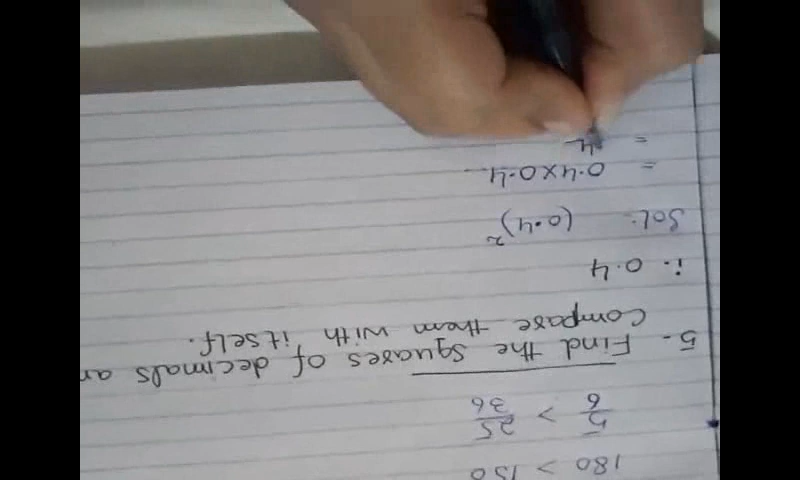 180 > 150
5/6 > 25/36
5. Find the squares of decimals an
Compare them with itself.
i. 0.4
Sol. (0.4)²
= 0.4×0.4
= 4